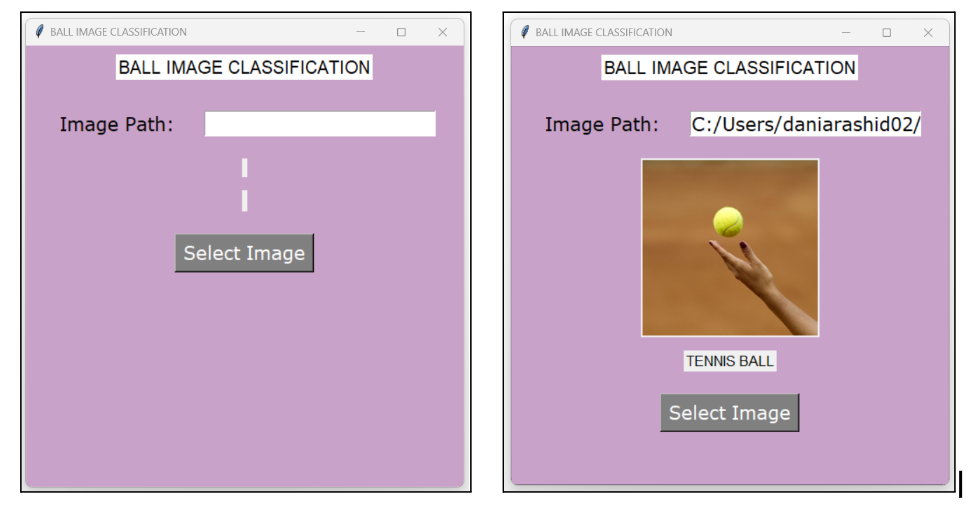 BALL IMAGE CLASSIFICATION
BALL IMAGE CLASSIFICATION
Image Path:
Select Image
BALL IMAGE CLASSIFICATION
BALL IMAGE CLASSIFICATION
Image Path: C:/Users/daniarashid02/
TENNIS BALL
Select Image